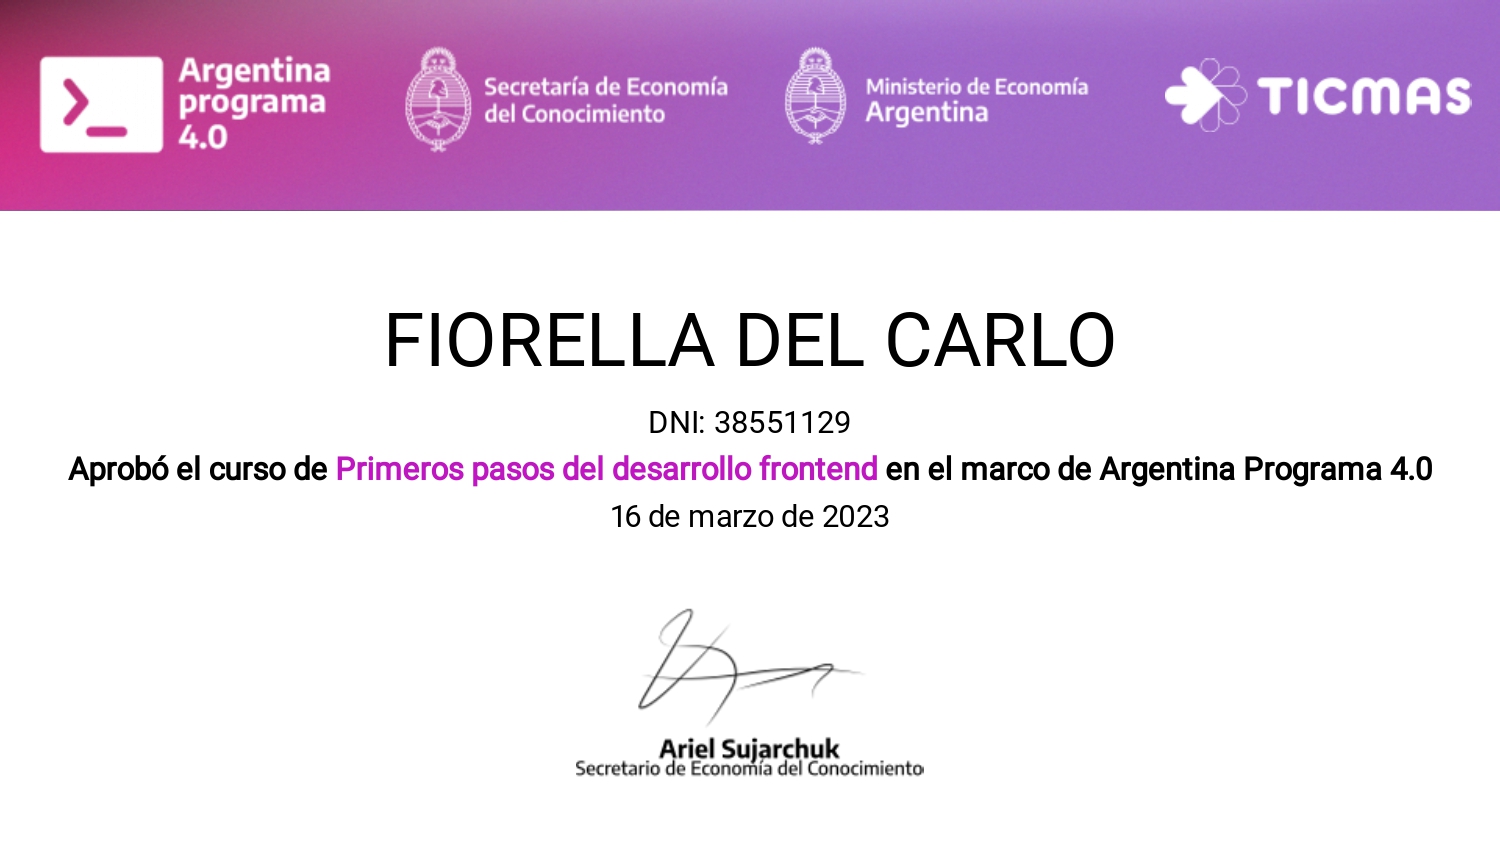 Argentina
programa
4.0
Secretaría de Economía
del Conocimiento
Ministerio de Economía
Argentina
TICMAS
FIORELLA DEL CARLO
DNI: 38551129
Aprobó el curso de Primeros pasos del desarrollo frontend en el marco de Argentina Programa 4.0
16 de marzo de 2023
Ariel Sujarchuk
Secretario de Economía del Conocimiento